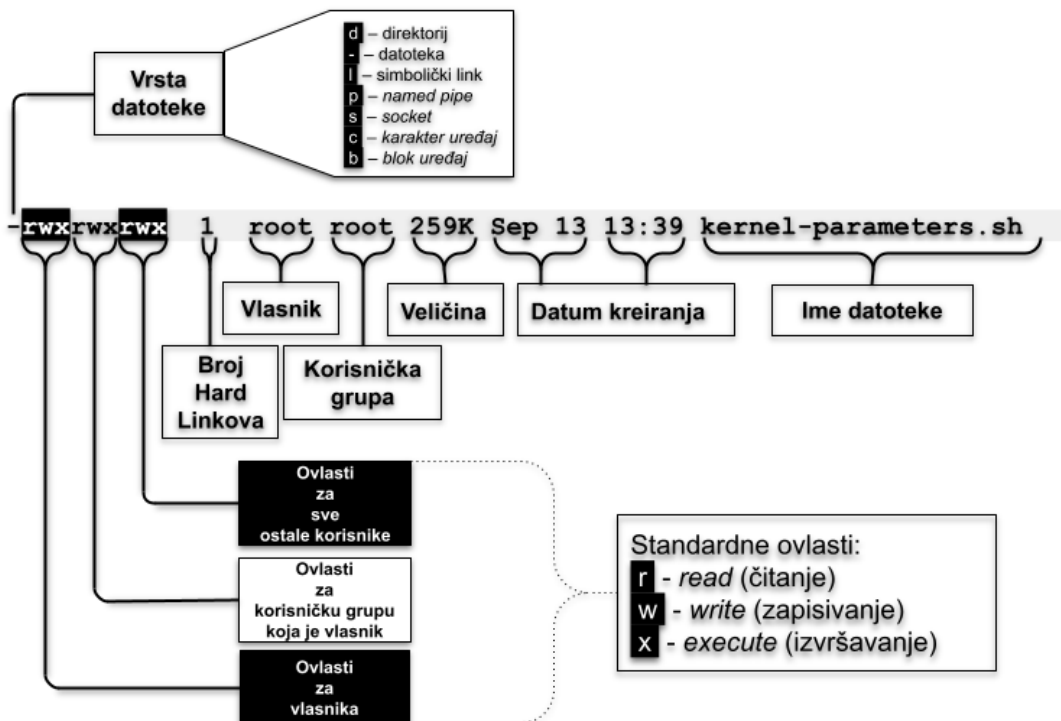 Vrsta
datoteke
d – direktorij
- – datoteka
l – simbolički link
p – named pipe
s – socket
c – karakter uređaj
b – blok uređaj
-rwxrwxrwx 1 root root 259K Sep 13 13:39 kernel-parameters.sh
Vlasnik
Veličina
Datum kreiranja
Ime datoteke
Broj
Hard
Linkova
Korisnička
grupa
Ovlasti
za
sve
ostale korisnike
Ovlasti
za
korisničku grupu
koja je vlasnik
Ovlasti
za
vlasnika
Standardne ovlasti:
r - read (čitanje)
w - write (zapisivanje)
x - execute (izvršavanje)